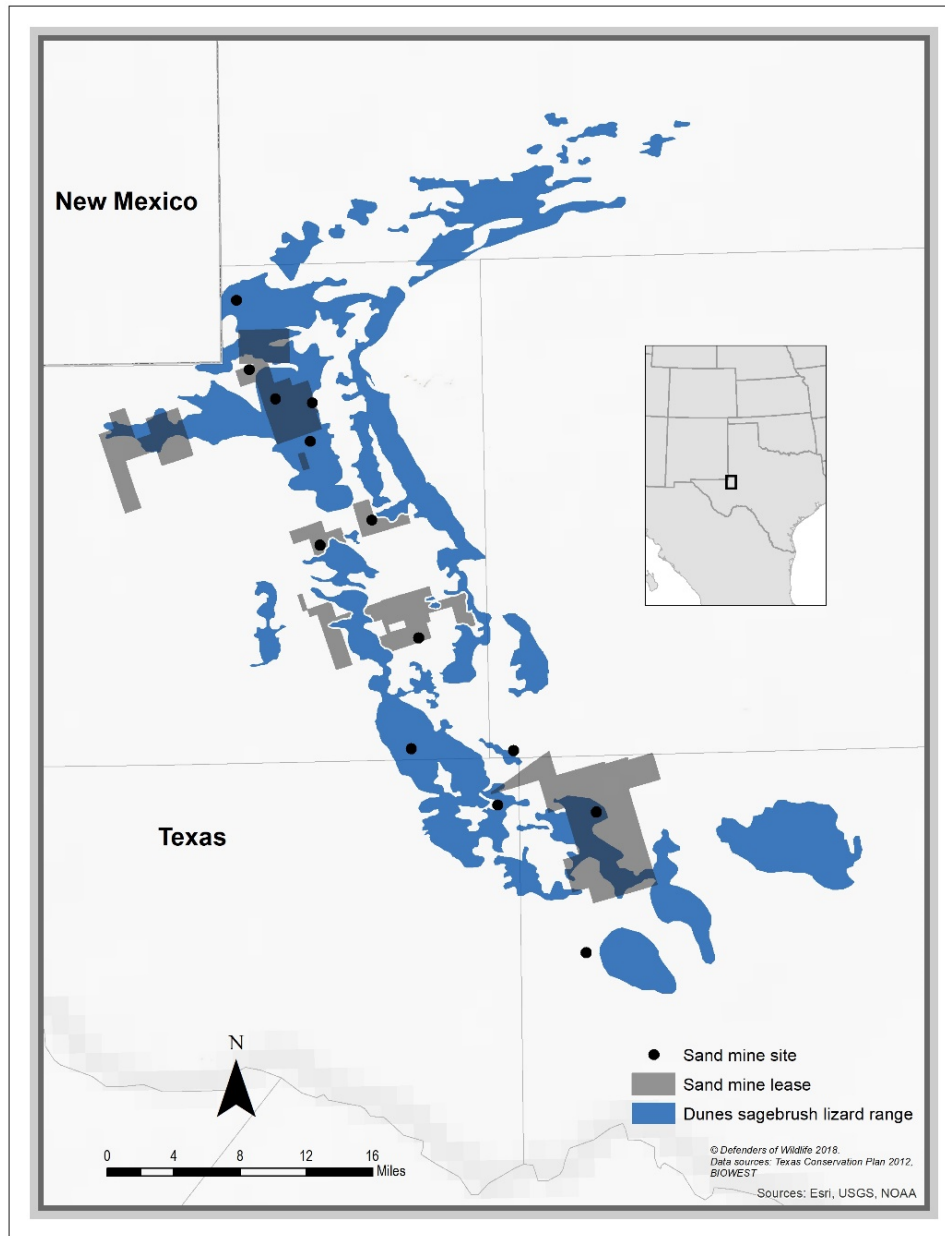 New Mexico
Texas
N
0 4 8 12 16
Miles
Sand mine site
Sand mine lease
Dunes sagebrush lizard range
© Defenders of Wildlife 2018.
Data sources: Texas Conservation Plan 2012,
BIOWEST
Sources: Esri, USGS, NOAA